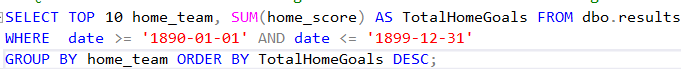 SELECT TOP 10 home_team, SUM(home_score) AS TotalHomeGoals FROM dbo.results
WHERE  date >= '1890-01-01' AND date <= '1899-12-31'
GROUP BY home_team ORDER BY TotalHomeGoals DESC;